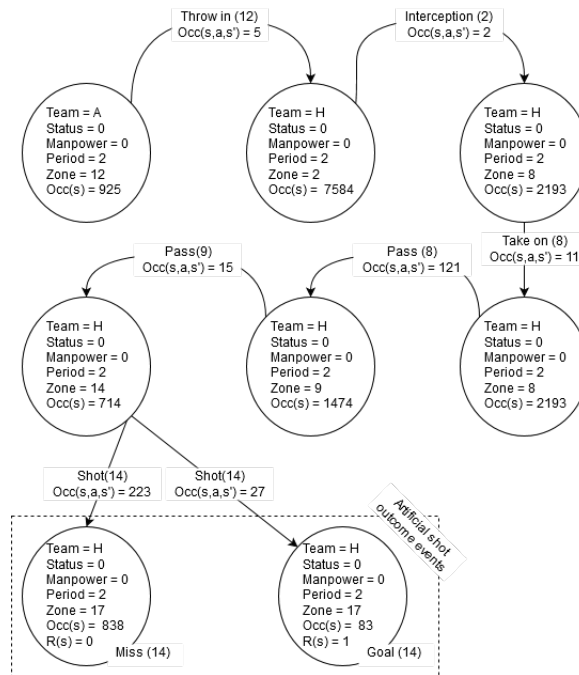 Throw in (12)
Occ(s,a,s') = 5
Interception (2)
Occ(s,a,s') = 2
Team = A
Status = 0
Manpower = 0
Period = 2
Zone = 12
Occ(s) = 925
Team = H
Status = 0
Manpower = 0
Period = 2
Zone = 2
Occ(s) = 7584
Team = H
Status = 0
Manpower = 0
Period = 2
Zone = 8
Occ(s) = 2193
Take on (8)
Occ(s,a,s') = 11
Pass (8)
Occ(s,a,s') = 121
Pass(9)
Occ(s,a,s') = 15
Team = H
Status = 0
Manpower = 0
Period = 2
Zone = 14
Occ(s) = 714
Team = H
Status = 0
Manpower = 0
Period = 2
Zone = 9
Occ(s) = 1474
Team = H
Status = 0
Manpower = 0
Period = 2
Zone = 8
Occ(s) = 2193
Shot(14)
Occ(s,a,s') = 223
Shot(14)
Occ(s,a,s') = 27
Artificial shot
outcome events
Team = H
Status = 0
Manpower = 0
Period = 2
Zone = 17
Occ(s) = 838
R(s) = 0
Miss (14)
Team = H
Status = 0
Manpower = 0
Period = 2
Zone = 17
Occ(s) = 83
R(s) = 1
Goal (14)